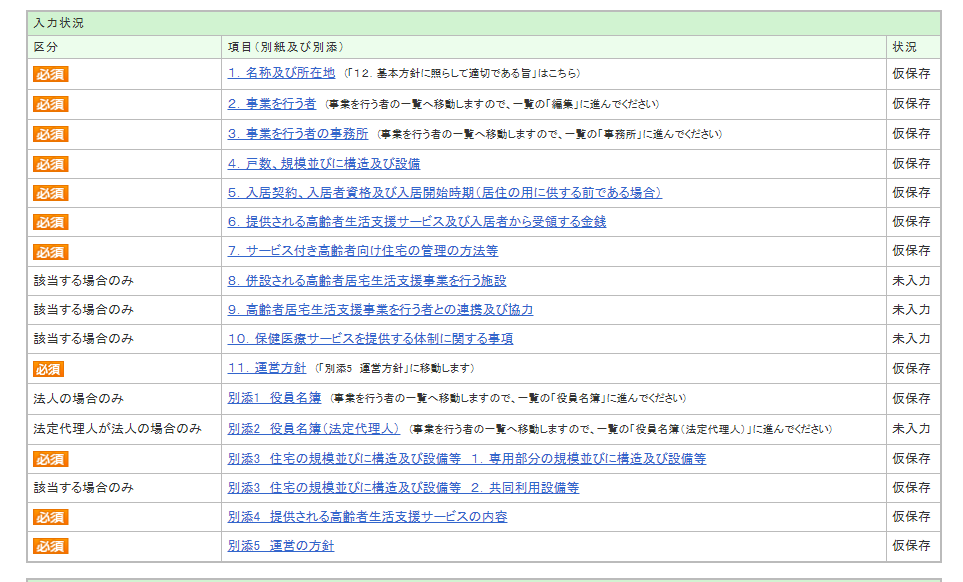 入力状況
区分 項目（別紙及び別添） 状況
必須 １．名称及び所在地 （「１２．基本方針に照らして適切である旨」はこちら） 仮保存
必須 ２．事業を行う者 （事業を行う者の一覧へ移動しますので、一覧の「編集」に進んでください） 仮保存
必須 ３．事業を行う者の事務所 （事業を行う者の一覧へ移動しますので、一覧の「事務所」に進んでください） 仮保存
必須 ４．戸数、規模並びに構造及び設備 仮保存
必須 ５．入居契約、入居者資格及び入居開始時期（居住の用に供する前である場合） 仮保存
必須 ６．提供される高齢者生活支援サービス及び入居者から受領する金銭 仮保存
必須 ７．サービス付き高齢者向け住宅の管理の方法等 仮保存
該当する場合のみ ８．併設される高齢者居宅生活支援事業を行う施設 未入力
該当する場合のみ ９．高齢者居宅生活支援事業を行う者との連携及び協力 未入力
該当する場合のみ １０．保健医療サービスを提供する体制に関する事項 未入力
必須 １１．運営方針 （「別添5　運営方針」に移動します） 仮保存
法人の場合のみ 別添1　役員名簿 （事業を行う者の一覧へ移動しますので、一覧の「役員名簿」に進んでください） 仮保存
法定代理人が法人の場合のみ 別添2　役員名簿（法定代理人） （事業を行う者の一覧へ移動しますので、一覧の「役員名簿（法定代理人）」に進んでください） 未入力
必須 別添3　住宅の規模並びに構造及び設備等　１．専用部分の規模並びに構造及び設備等 仮保存
該当する場合のみ 別添3　住宅の規模並びに構造及び設備等　２．共同利用設備等 仮保存
必須 別添4　提供される高齢者生活支援サービスの内容 仮保存
必須 別添5　運営の方針 仮保存